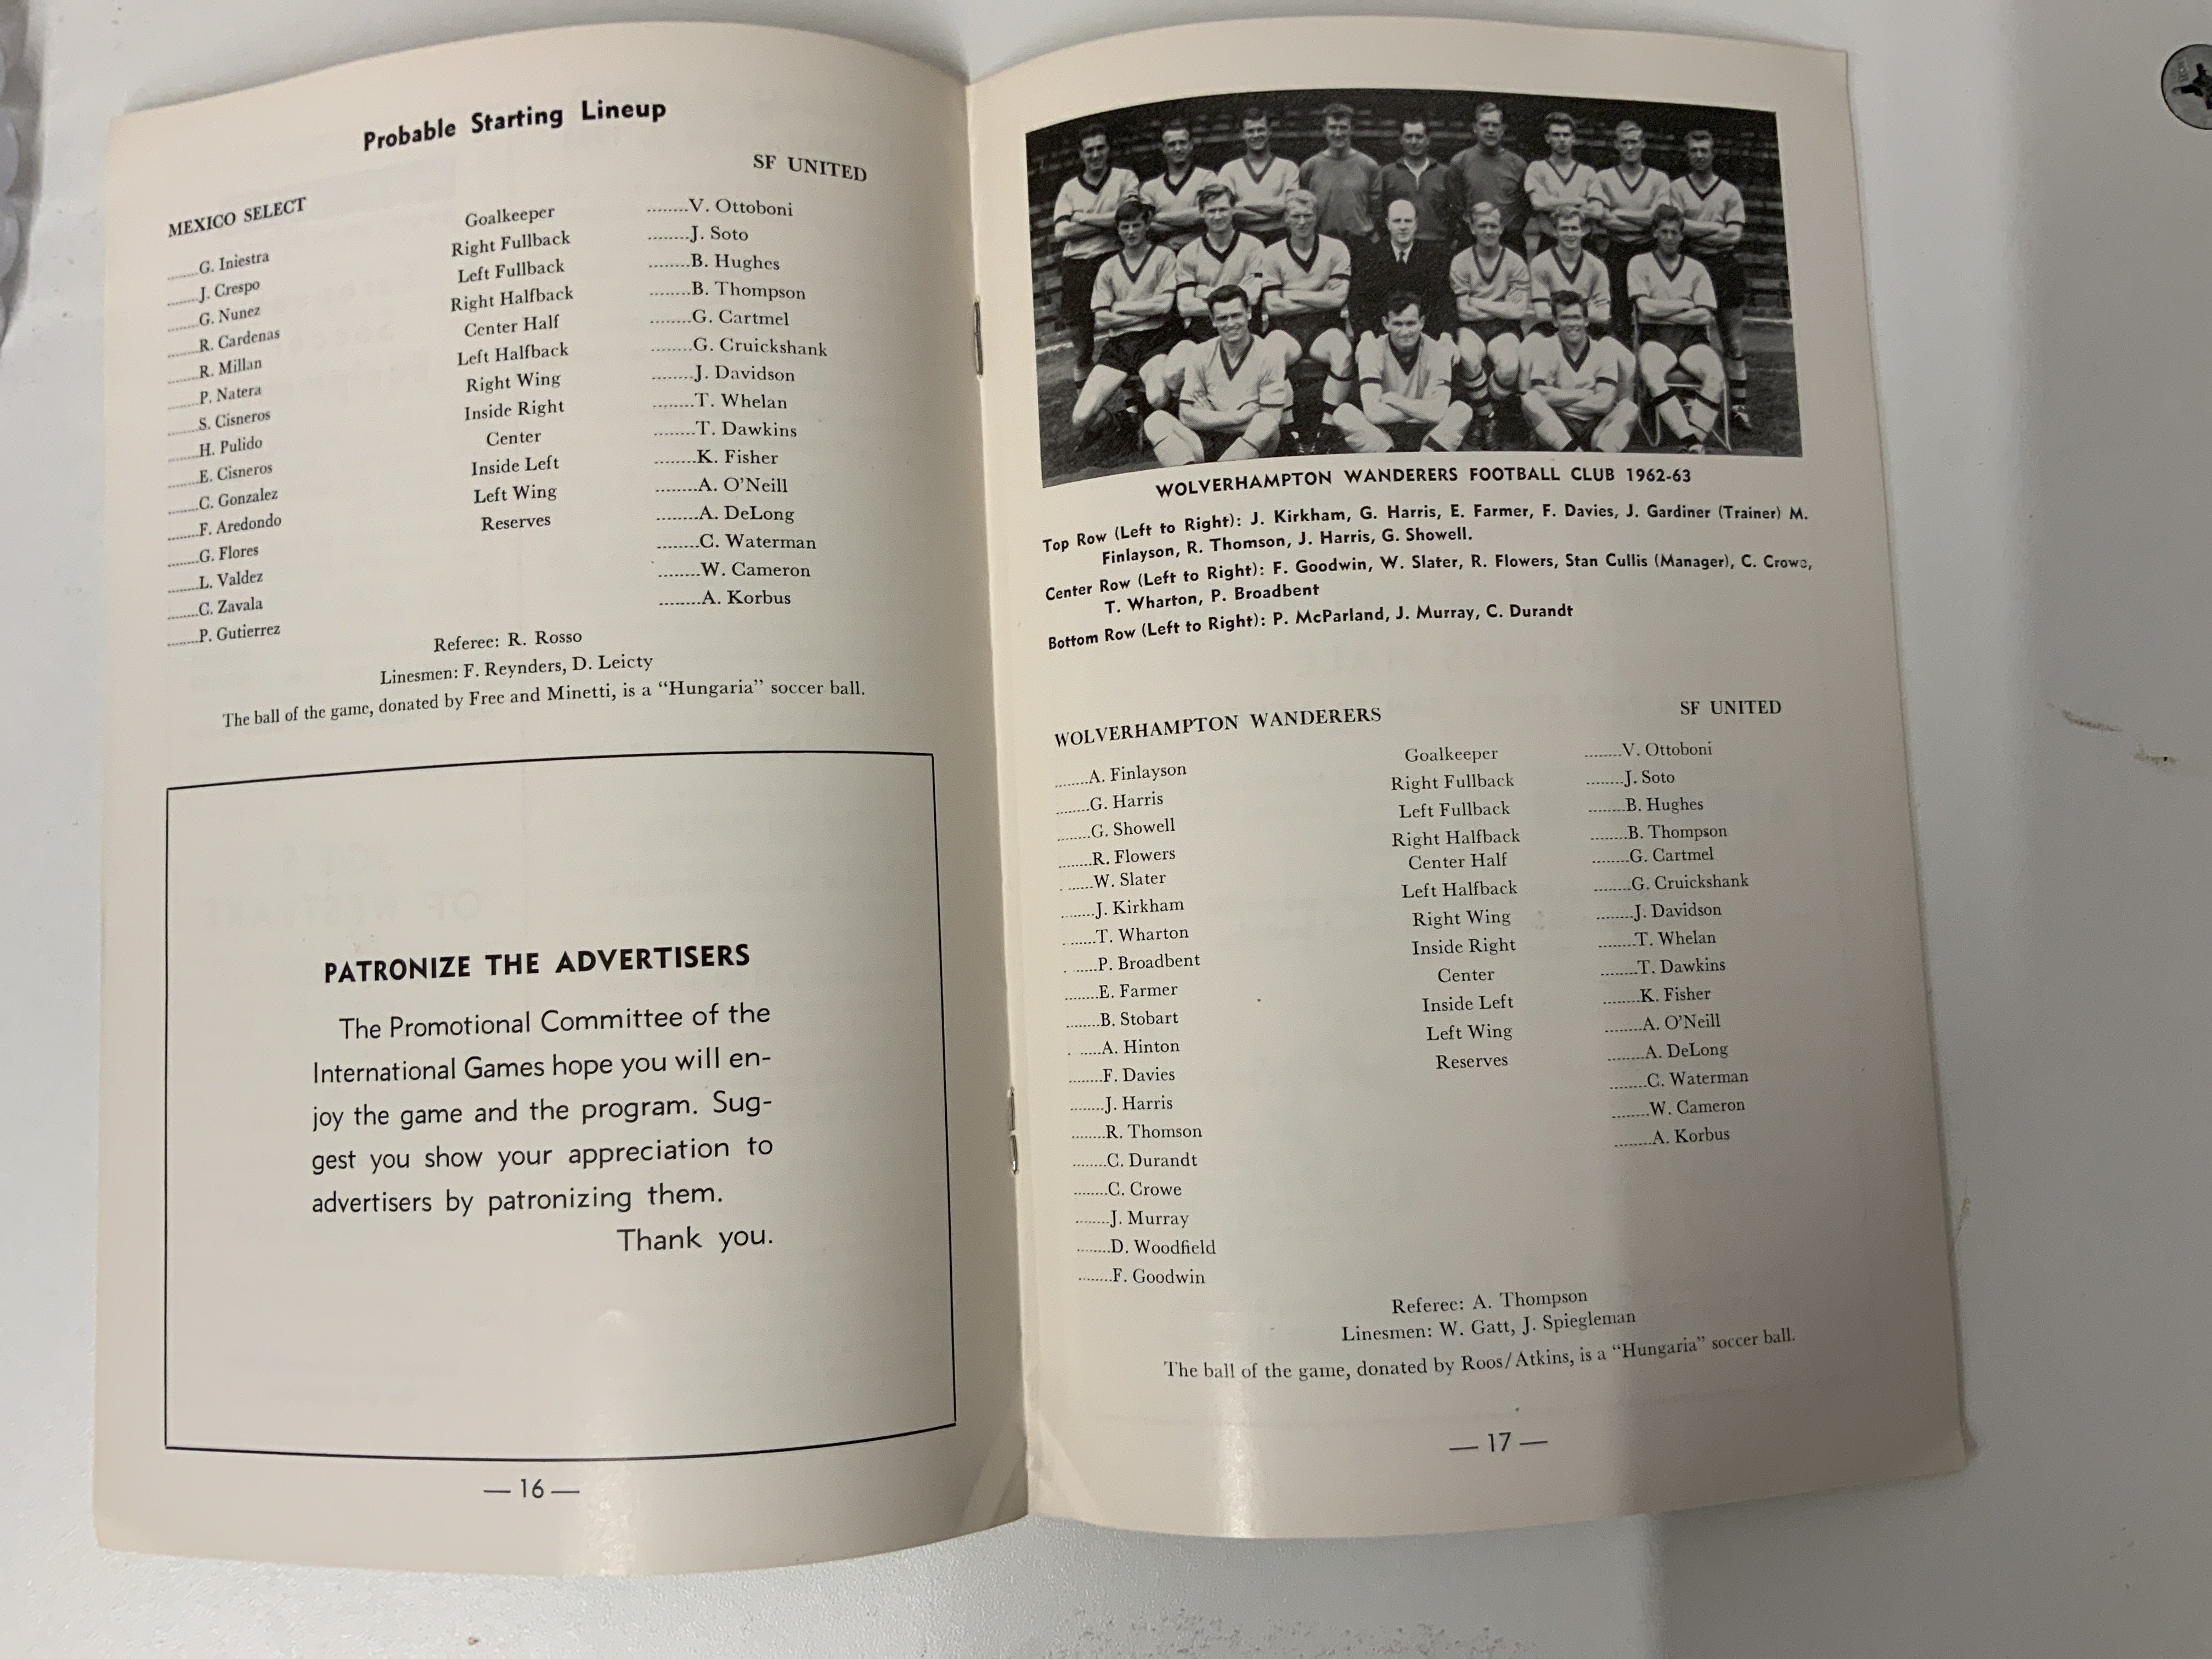 Probable Starting Lineup
MEXICO SELECT
SF UNITED
........G. Iniestra Goalkeeper ........V. Ottoboni
........J. Crespo Right Fullback ........J. Soto
........G. Nunez Left Fullback ........B. Hughes
........R. Cardenas Right Halfback ........B. Thompson
........R. Millan Center Half ........G. Cartmel
........P. Natera Left Halfback ........G. Cruickshank
........S. Cisneros Right Wing ........J. Davidson
........H. Pulido Inside Right ........T. Whelan
........E. Cisneros Center ........T. Dawkins
........C. Gonzalez Inside Left ........K. Fisher
........F. Aredondo Left Wing ........A. O'Neill
........G. Flores Reserves ........A. DeLong
........L. Valdez ........C. Waterman
........C. Zavala ........W. Cameron
........P. Gutierrez ........A. Korbus
Referee: R. Rosso
Linesmen: F. Reynders, D. Leicty
The ball of the game, donated by Free and Minetti, is a "Hungaria" soccer ball.
PATRONIZE THE ADVERTISERS
The Promotional Committee of the
International Games hope you will en-
joy the game and the program. Sug-
gest you show your appreciation to
advertisers by patronizing them.
Thank you.
— 16 —
WOLVERHAMPTON WANDERERS FOOTBALL CLUB 1962-63
Top Row (Left to Right): J. Kirkham, G. Harris, E. Farmer, F. Davies, J. Gardiner (Trainer) M.
Finlayson, R. Thomson, J. Harris, G. Showell.
Center Row (Left to Right): F. Goodwin, W. Slater, R. Flowers, Stan Cullis (Manager), C. Crowe,
T. Wharton, P. Broadbent
Bottom Row (Left to Right): P. McParland, J. Murray, C. Durandt
WOLVERHAMPTON WANDERERS
SF UNITED
........A. Finlayson Goalkeeper ........V. Ottoboni
........G. Harris Right Fullback ........J. Soto
........G. Showell Left Fullback ........B. Hughes
........R. Flowers Right Halfback ........B. Thompson
........W. Slater Center Half ........G. Cartmel
........J. Kirkham Left Halfback ........G. Cruickshank
........T. Wharton Right Wing ........J. Davidson
........P. Broadbent Inside Right ........T. Whelan
........E. Farmer Center ........T. Dawkins
........B. Stobart Inside Left ........K. Fisher
........A. Hinton Left Wing ........A. O'Neill
........F. Davies Reserves ........A. DeLong
........J. Harris ........C. Waterman
........R. Thomson ........W. Cameron
........C. Durandt ........A. Korbus
........C. Crowe
........J. Murray
........D. Woodfield
........F. Goodwin
Referee: A. Thompson
Linesmen: W. Gatt, J. Spiegleman
The ball of the game, donated by Roos/Atkins, is a "Hungaria" soccer ball.
— 17 —